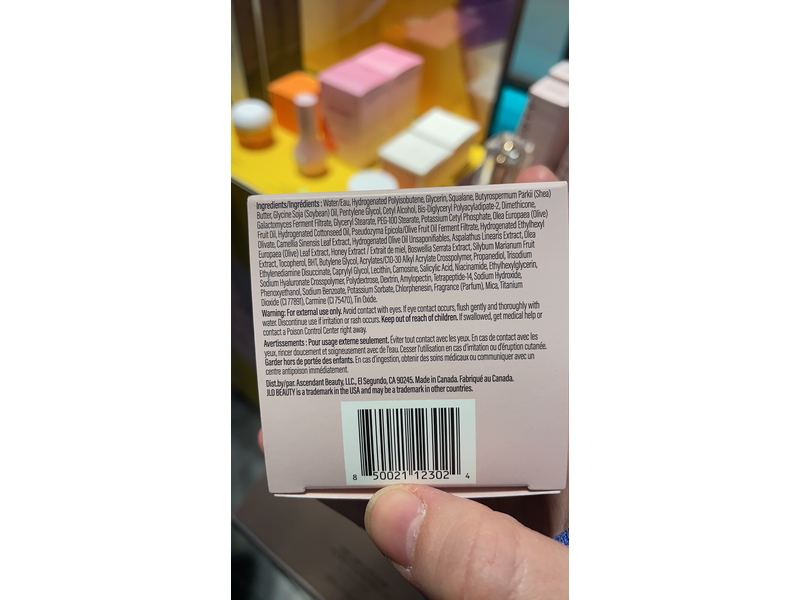 Ingredients/Ingrédients: Water/Eau, Hydrogenated Polyisobutene, Glycerin, Squalane, Butyrospermum Parkii (Shea)
Butter, Glycine Soja (Soybean) Oil, Pentylene Glycol, Cetyl Alcohol, Bis-Diglyceryl Polyacyladipate-2, Dimethicone,
Galactomyces Ferment Filtrate, Glyceryl Stearate, PEG-100 Stearate, Potassium Cetyl Phosphate, Olea Europaea (Olive)
Fruit Oil, Hydrogenated Cottonseed Oil, Pseudozyma Epicola/Olive Fruit Oil Ferment Filtrate, Hydrogenated Ethylhexyl
Olivate, Camellia Sinensis Leaf Extract, Hydrogenated Olive Oil Unsaponifiables, Aspalathus Linearis Extract, Olea
Europaea (Olive) Leaf Extract, Honey Extract / Extrait de miel, Boswellia Serrata Extract, Silybum Marianum Fruit
Extract, Tocopherol, BHT, Butylene Glycol, Acrylates/C10-30 Alkyl Acrylate Crosspolymer, Propanediol, Trisodium
Ethylenediamine Disuccinate, Caprylyl Glycol, Lecithin, Carnosine, Salicylic Acid, Niacinamide, Ethylhexylglycerin,
Sodium Hyaluronate Crosspolymer, Polydextrose, Dextrin, Amylopectin, Tetrapeptide-14, Sodium Hydroxide,
Phenoxyethanol, Sodium Benzoate, Potassium Sorbate, Chlorphenesin, Fragrance (Parfum), Mica, Titanium
Dioxide (CI 77891), Carmine (CI 75470), Tin Oxide.
Warning: For external use only. Avoid contact with eyes. If eye contact occurs, flush gently and thoroughly with
water. Discontinue use if irritation or rash occurs. Keep out of reach of children. If swallowed, get medical help or
contact a Poison Control Center right away.
Avertissements : Pour usage externe seulement. Éviter tout contact avec les yeux. En cas de contact avec les
yeux, rincer doucement et soigneusement avec de l'eau. Cesser l'utilisation en cas d'irritation ou d'éruption cutanée.
Garder hors de portée des enfants. En cas d'ingestion, obtenir des soins médicaux ou communiquer avec un
centre antipoison immédiatement.
Dist.by/par. Ascendant Beauty, LLC., El Segundo, CA 90245. Made in Canada. Fabriqué au Canada.
JLO BEAUTY is a trademark in the USA and may be a trademark in other countries.
8 50021 12302 4